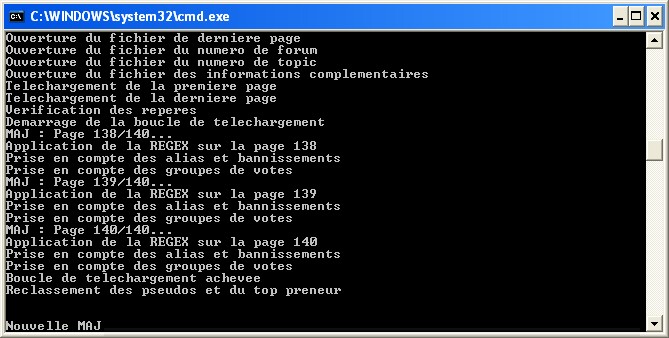 C:\WINDOWS\system32\cmd.exe
Ouverture du fichier de derniere page
Ouverture du fichier du numero de forum
Ouverture du fichier du numero de topic
Ouverture du fichier des informations complementaires
Telechargement de la premiere page
Telechargement de la derniere page
Verification des reperes
Demarrage de la boucle de telechargement
MAJ : Page 138/140...
Application de la REGEX sur la page 138
Prise en compte des alias et bannissements
Prise en compte des groupes de votes
MAJ : Page 139/140...
Application de la REGEX sur la page 139
Prise en compte des alias et bannissements
Prise en compte des groupes de votes
MAJ : Page 140/140...
Application de la REGEX sur la page 140
Prise en compte des alias et bannissements
Prise en compte des groupes de votes
Boucle de telechargement achevee
Reclassement des pseudos et du top preneur
Nouvelle MAJ